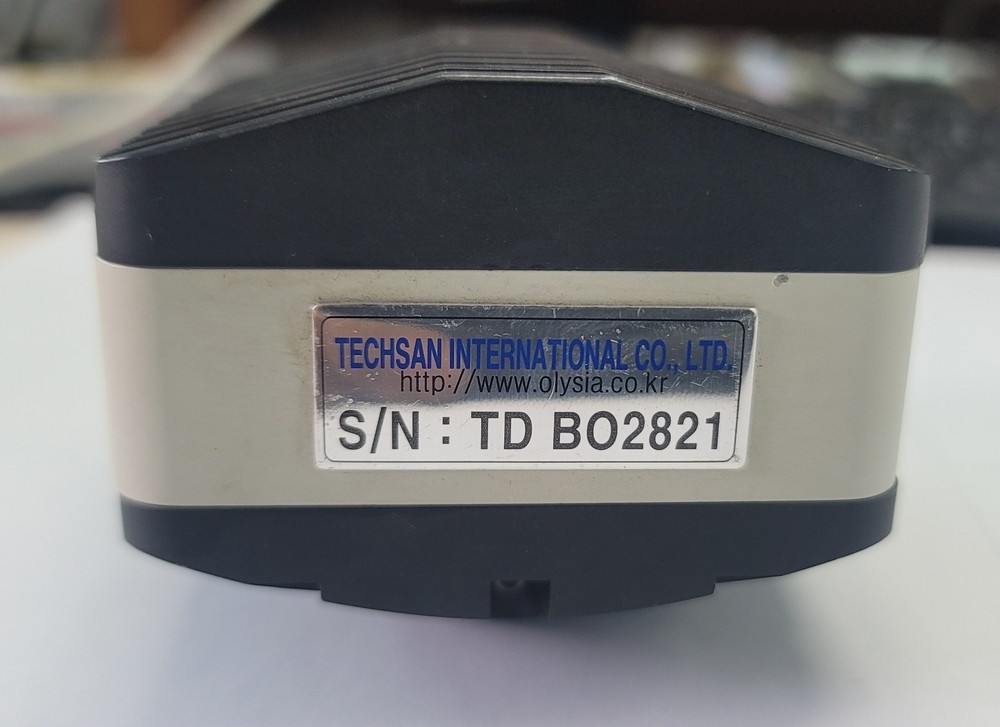 TECHSAN INTERNATIONAL CO., LTD.
http://www.olysia.co.kr
S/N : TD BO2821